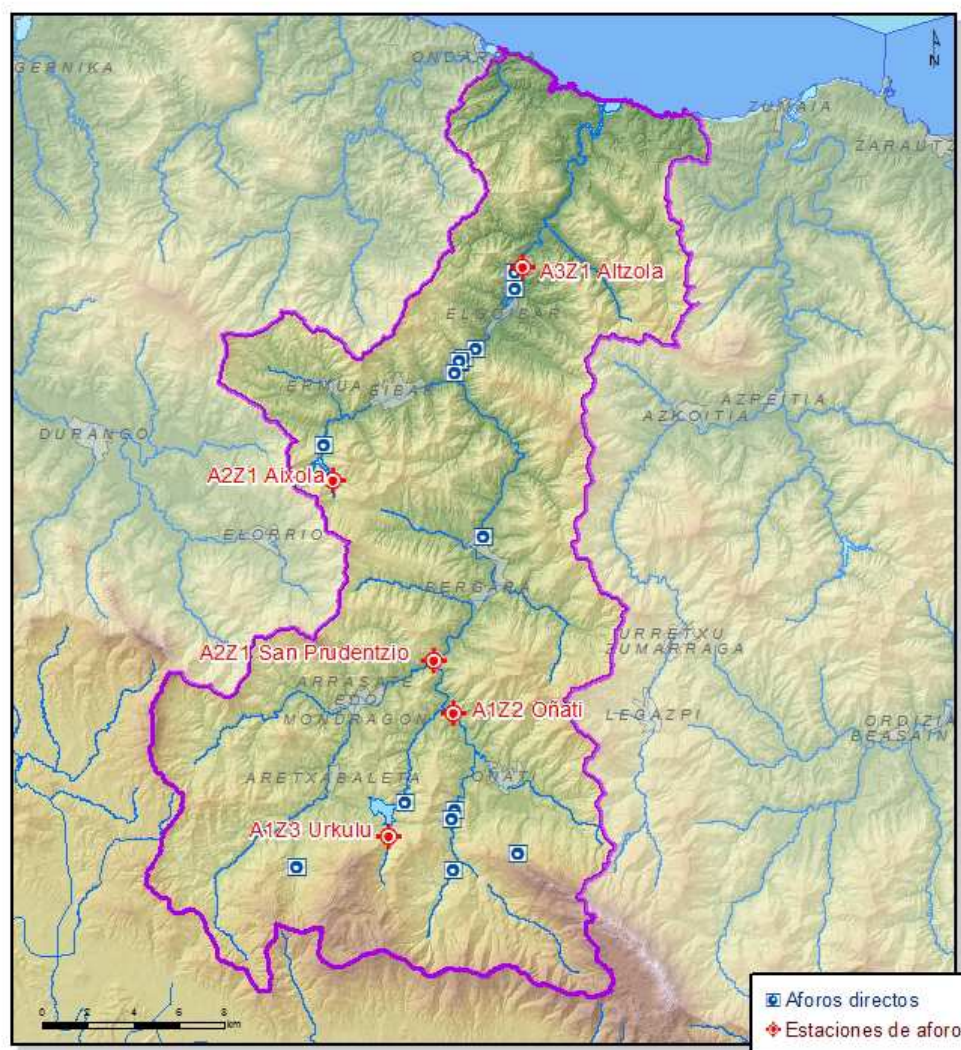 ONDARROA
GERNIKA
N
ZUMAIA
ZARAUTZ
A3Z1 Altzola
ELGOIBAR
ERMUA
EIBAR
AZPEITIA
AZKOITIA
DURANGO
A2Z1 Aixola
ELORRIO
BERGARA
URRETXU
ZUMARRAGA
A2Z1 San Prudentzio
ARRASATE
EDO
MONDRAGON
A1Z2 Oñati
LEGAZPI
ORDIZIA
BEASAIN
ARETXABALETA
OÑATI
A1Z3 Urkulu
0 2 4 6 8
km
Aforos directos
Estaciones de aforo